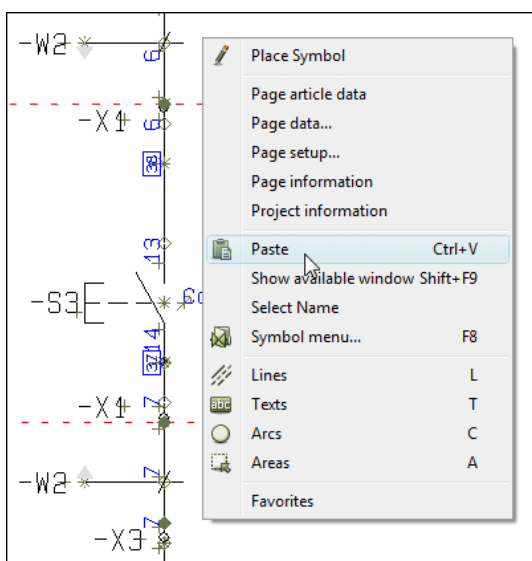 -W2
6
Place Symbol
Page article data
-X1
6
Page data...
38
Page setup...
Page information
Project information
13
Paste Ctrl+V
Show available window Shift+F9
-S3
Select Name
14
Symbol menu... F8
37
Lines L
-X1
7
abc Texts T
Arcs C
Areas A
-W2
7
Favorites
7
-X3